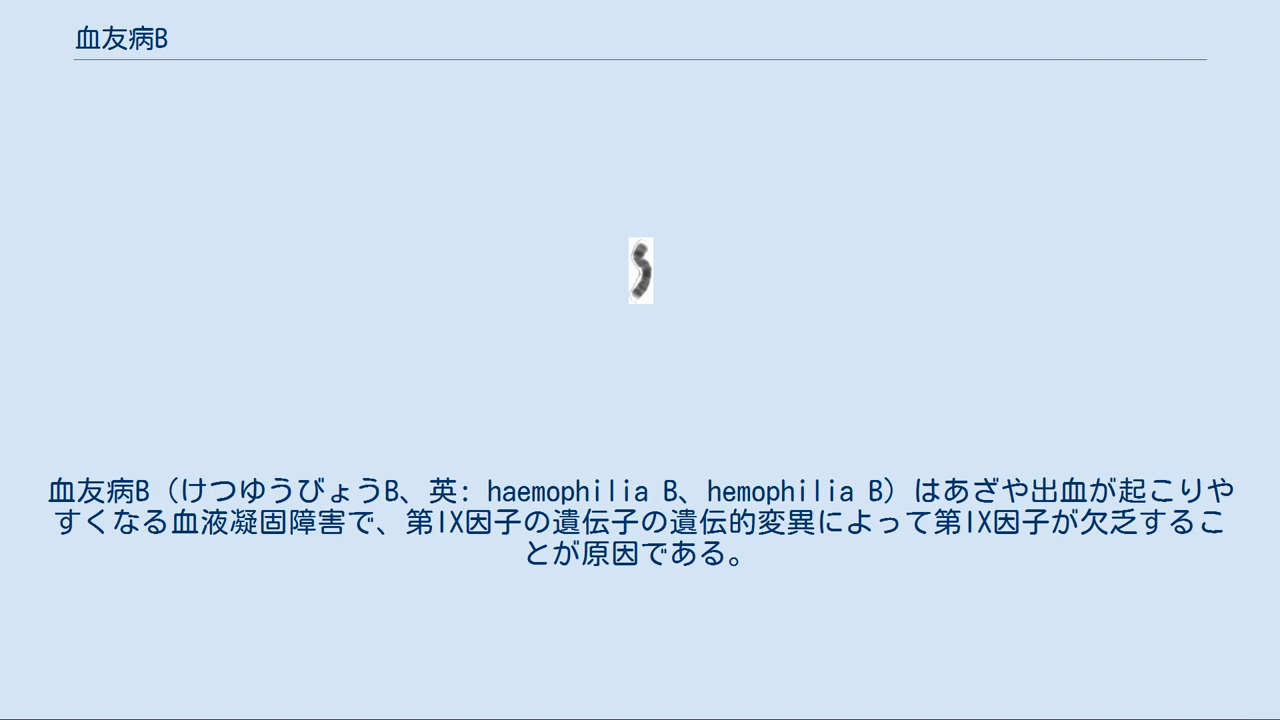 血友病B
血友病B（けつゆうびょうB、英: haemophilia B、hemophilia B）はあざや出血が起こりや
すくなる血液凝固障害で、第IX因子の遺伝子の遺伝的変異によって第IX因子が欠乏するこ
とが原因である。